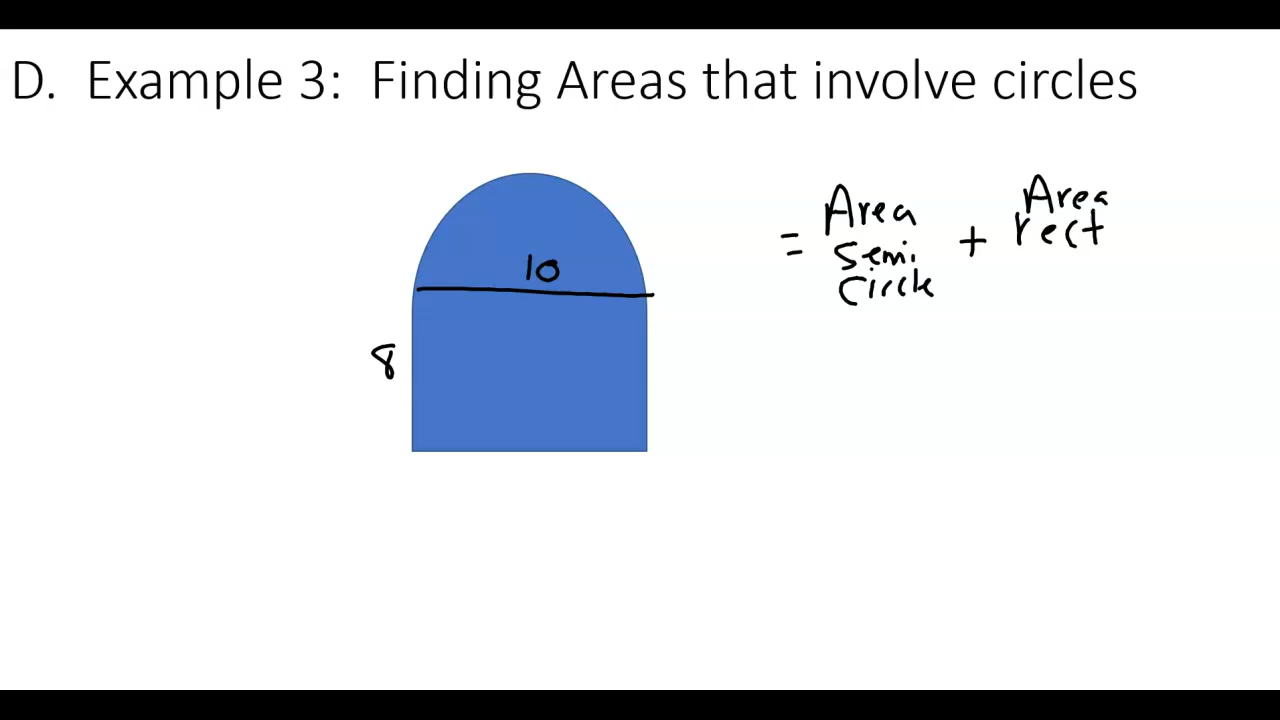 D. Example 3: Finding Areas that involve circles
10
8
= Area
semi
circle
+ Area
rect